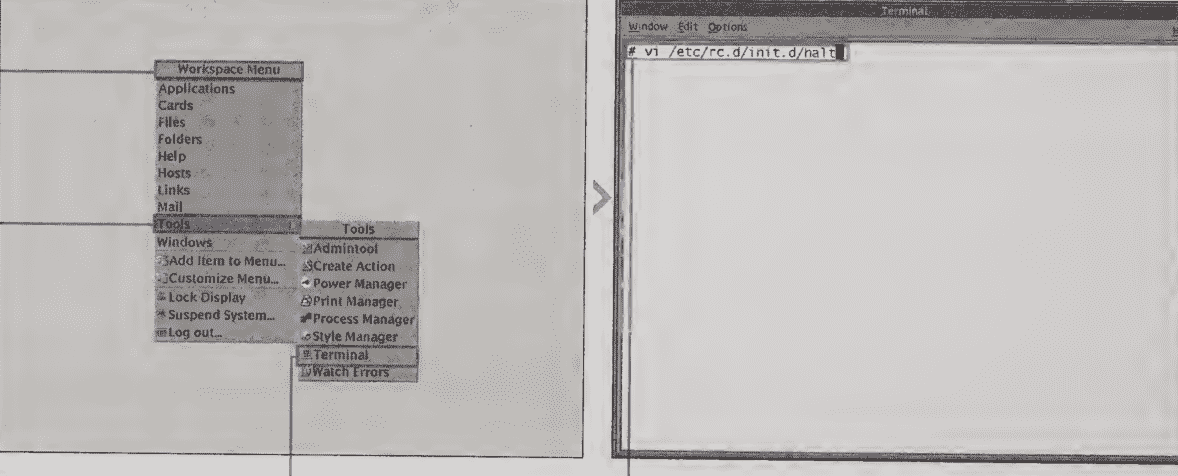 Workspace Menu
Applications
Cards
Files
Folders
Help
Hosts
Links
Mail
Tools
Windows
Add Item to Menu...
Customize Menu...
Lock Display
Suspend System...
Log out...
Tools
Admintool
Create Action
Power Manager
Print Manager
Process Manager
Style Manager
Terminal
Watch Errors
Terminal
Window Edit Options
# vi /etc/rc.d/init.d/halt